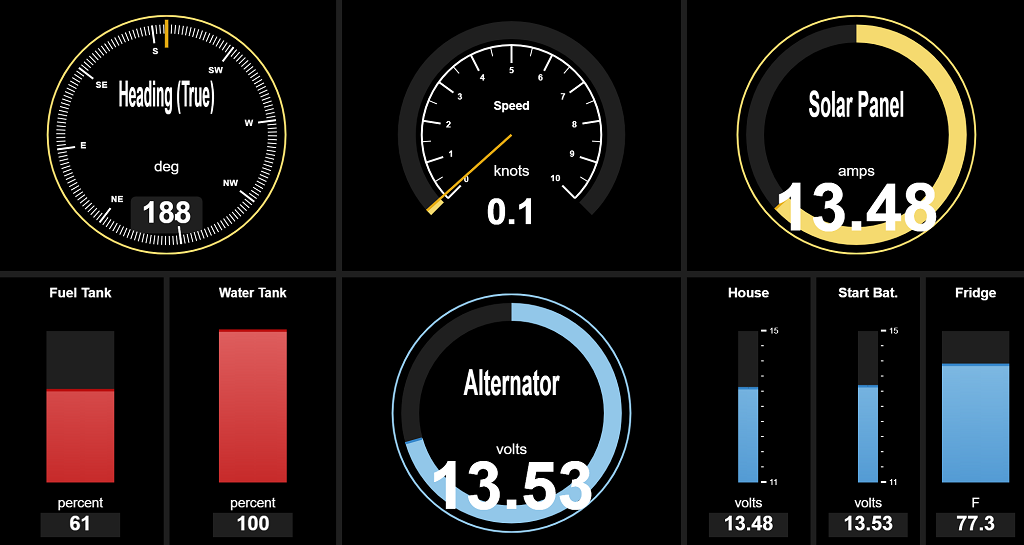 S
SW
W
NW
NE
E
SE
Heading (True)
deg
188
0
1
2
3
4
5
6
7
8
9
10
Speed
knots
0.1
Solar Panel
amps
13.48
Fuel Tank
percent
61
Water Tank
percent
100
Alternator
volts
13.53
House
15
11
volts
13.48
Start Bat.
15
11
volts
13.53
Fridge
F
77.3